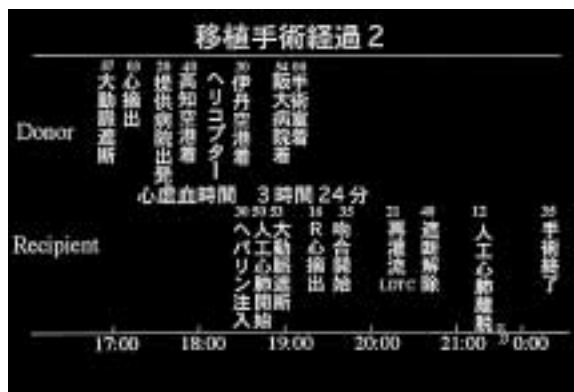 移植手術経過2
Donor
大動脈遮断
心摘出
提供病院出発
高知空港着
ヘリコプター
伊丹空港着
阪大病院着
手術室着
心虚血時間 3時間24分
Recipient
ヘパリン注入
人工心肺開始
大動脈遮断
R心摘出
吻合開始
再灌流
LDTC
遮断解除
人工心肺離脱
手術終了
17:00 18:00 19:00 20:00 21:00 0:00